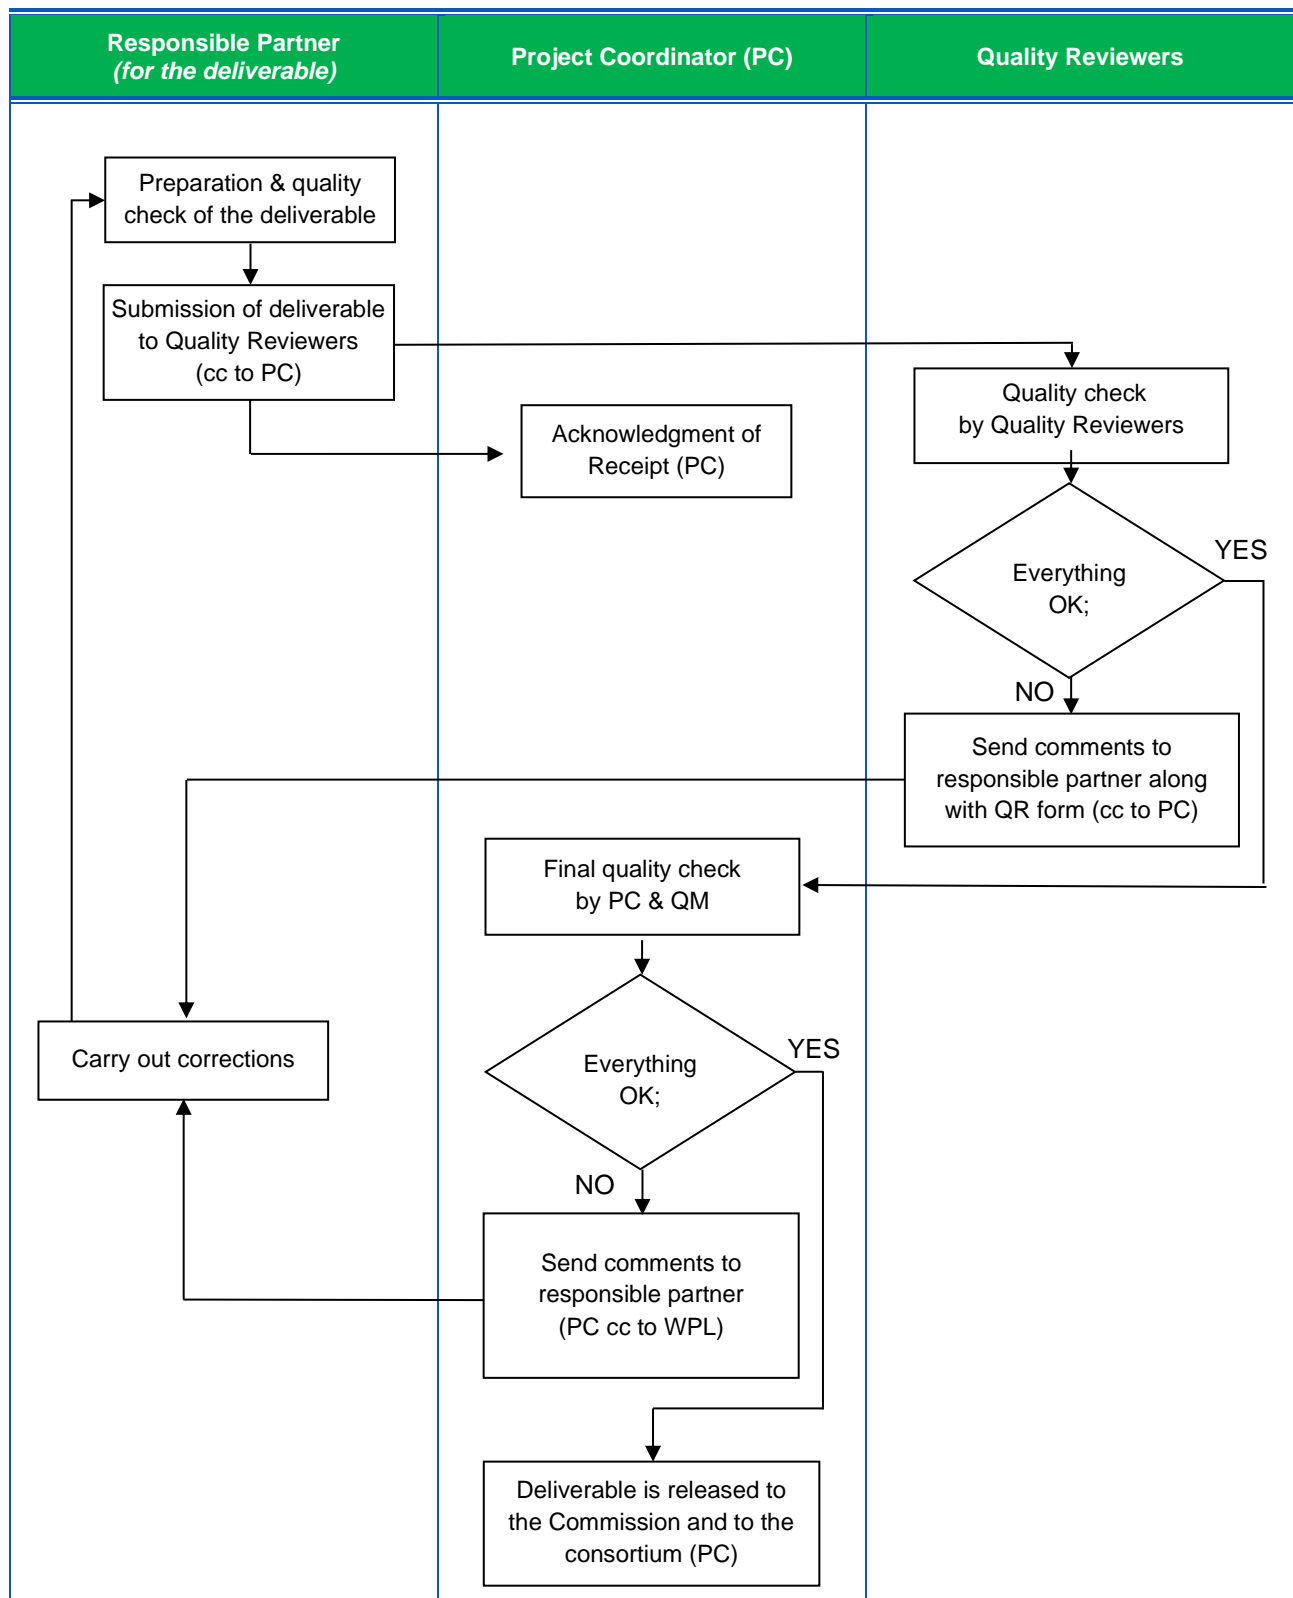 Responsible Partner
(for the deliverable)
Project Coordinator (PC)
Quality Reviewers
Preparation & quality
check of the deliverable
Submission of deliverable
to Quality Reviewers
(cc to PC)
Acknowledgment of
Receipt (PC)
Quality check
by Quality Reviewers
Everything
OK;
YES
NO
Send comments to
responsible partner along
with QR form (cc to PC)
Final quality check
by PC & QM
Carry out corrections
Everything
OK;
YES
NO
Send comments to
responsible partner
(PC cc to WPL)
Deliverable is released to
the Commission and to the
consortium (PC)